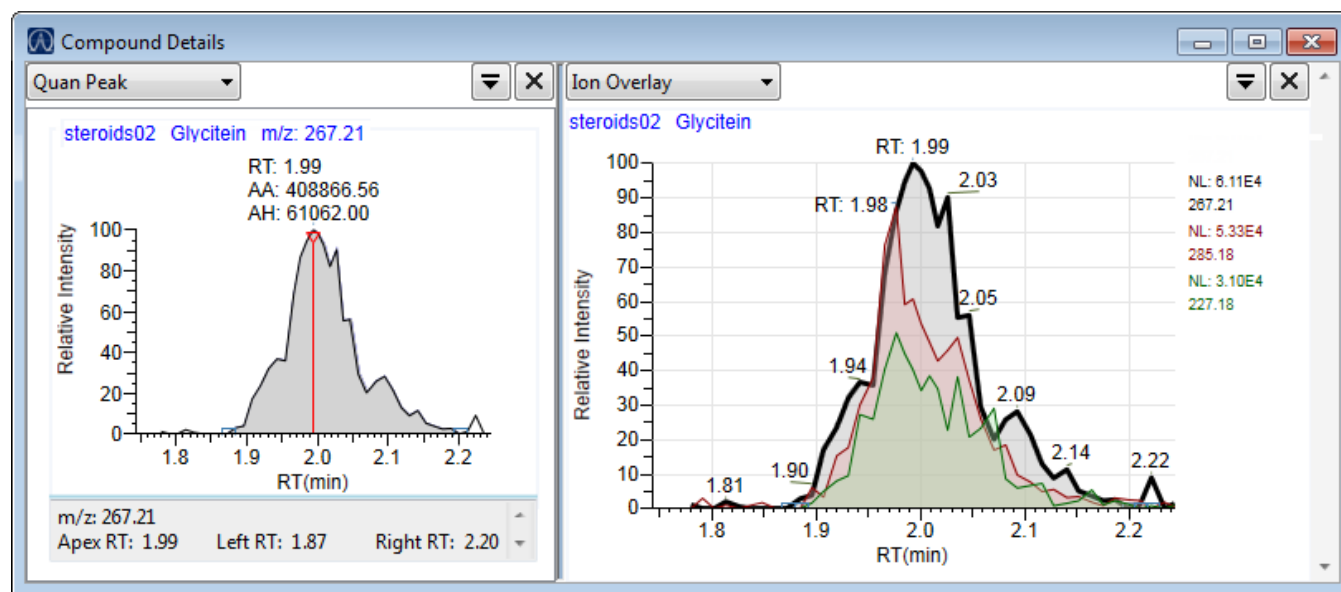 Compound Details
Quan Peak
steroids02 Glycitein m/z: 267.21
RT: 1.99
AA: 408866.56
AH: 61062.00
Relative Intensity
100
80
60
40
20
0
1.8 1.9 2.0 2.1 2.2
RT(min)
m/z: 267.21
Apex RT: 1.99 Left RT: 1.87 Right RT: 2.20
Ion Overlay
steroids02 Glycitein
RT: 1.99
2.03
RT: 1.98
2.05
1.94
2.09
1.90
2.14
1.81
2.22
Relative Intensity
100
90
80
70
60
50
40
30
20
10
0
1.8 1.9 2.0 2.1 2.2
RT(min)
NL: 6.11E4
267.21
NL: 5.33E4
285.18
NL: 3.10E4
227.18